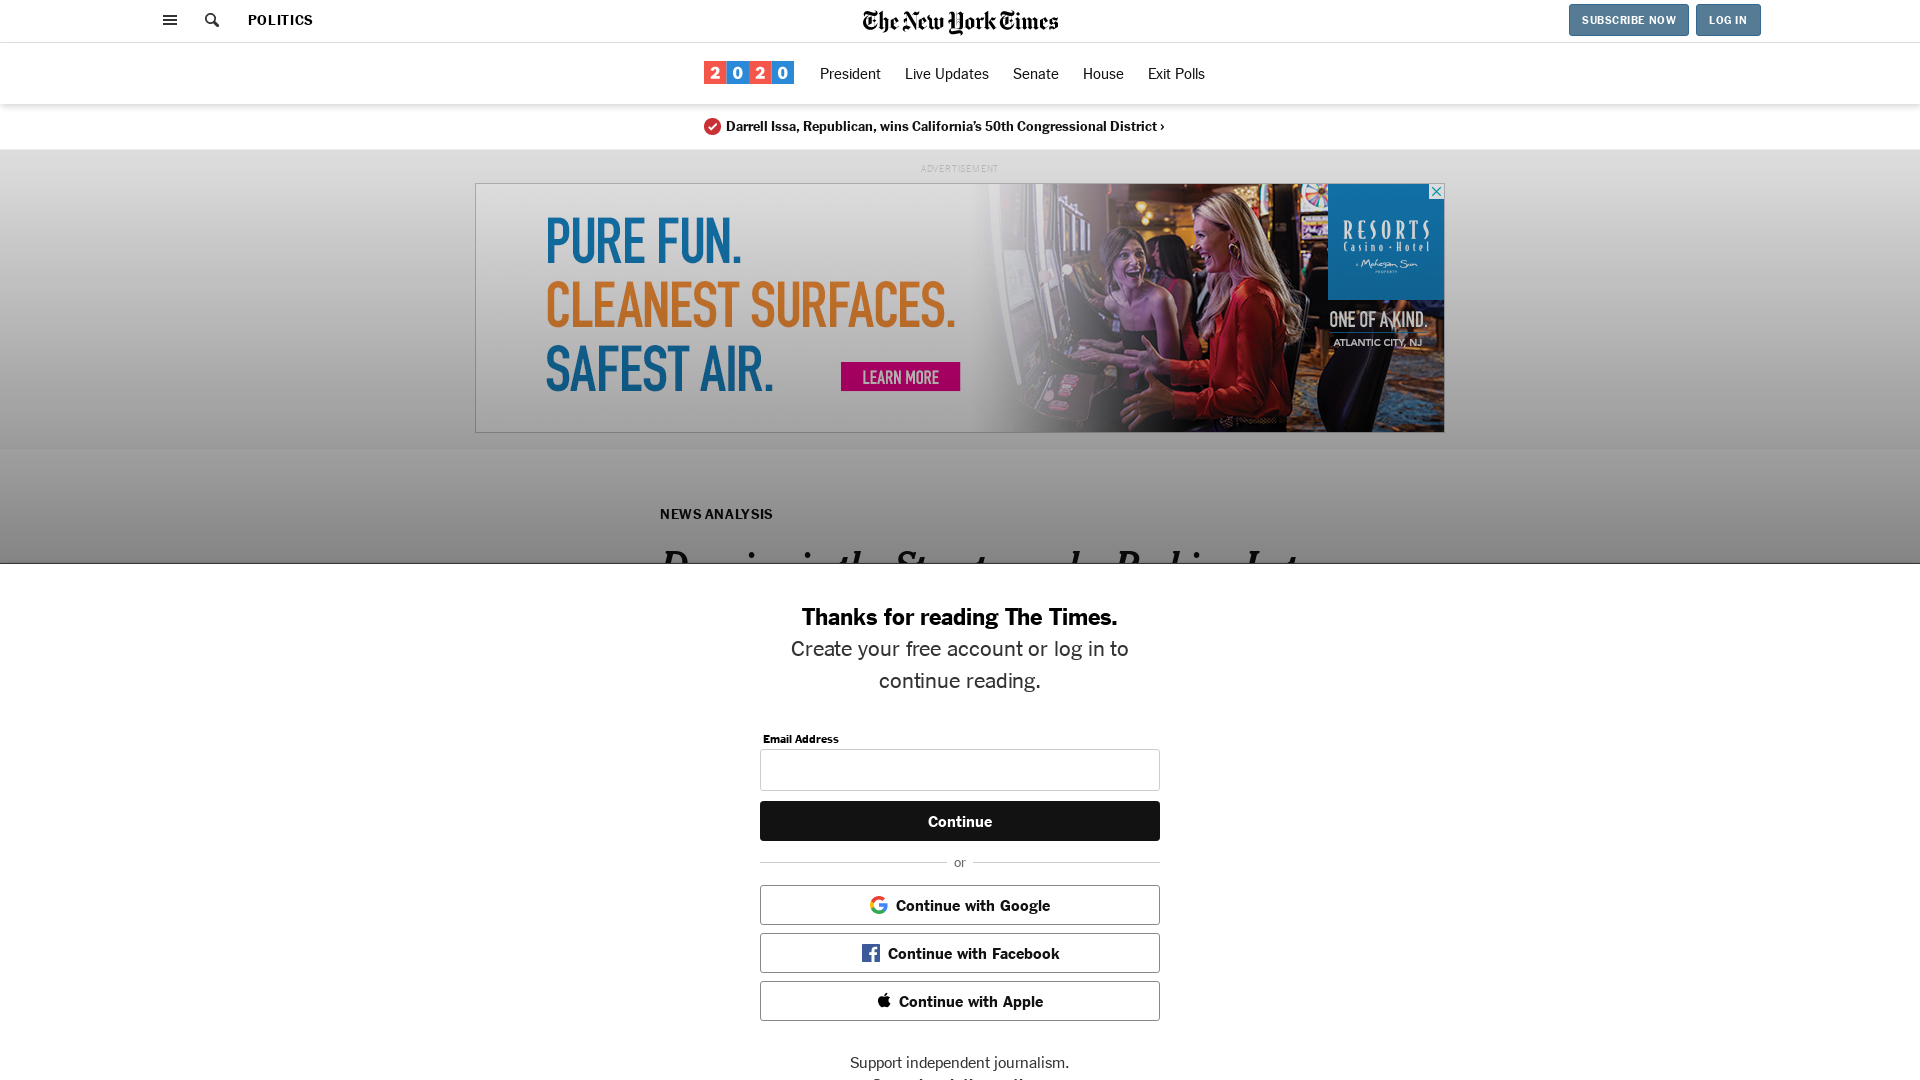 POLITICS
The New York Times
SUBSCRIBE NOW
LOG IN
2020
President
Live Updates
Senate
House
Exit Polls
Darrell Issa, Republican, wins California's 50th Congressional District ›
ADVERTISEMENT
PURE FUN.
CLEANEST SURFACES.
SAFEST AIR.
LEARN MORE
RESORTS
Casino • Hotel
a Mohegan Sun
PROPERTY
ONE OF A KIND.
ATLANTIC CITY, NJ
NEWS ANALYSIS
Thanks for reading The Times.
Create your free account or log in to
continue reading.
Email Address
Continue
or
Continue with Google
Continue with Facebook
Continue with Apple
Support independent journalism.